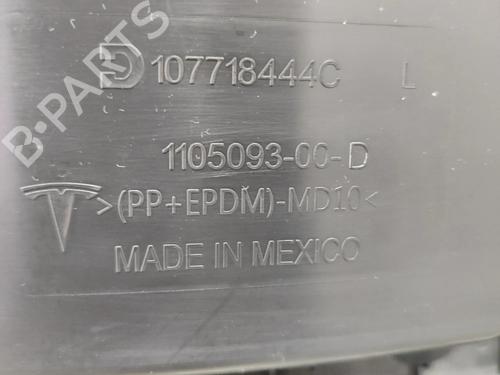 107718444C L
1105093-00-D
>(PP+EPDM)-MD10<
MADE IN MEXICO
B-PARTS